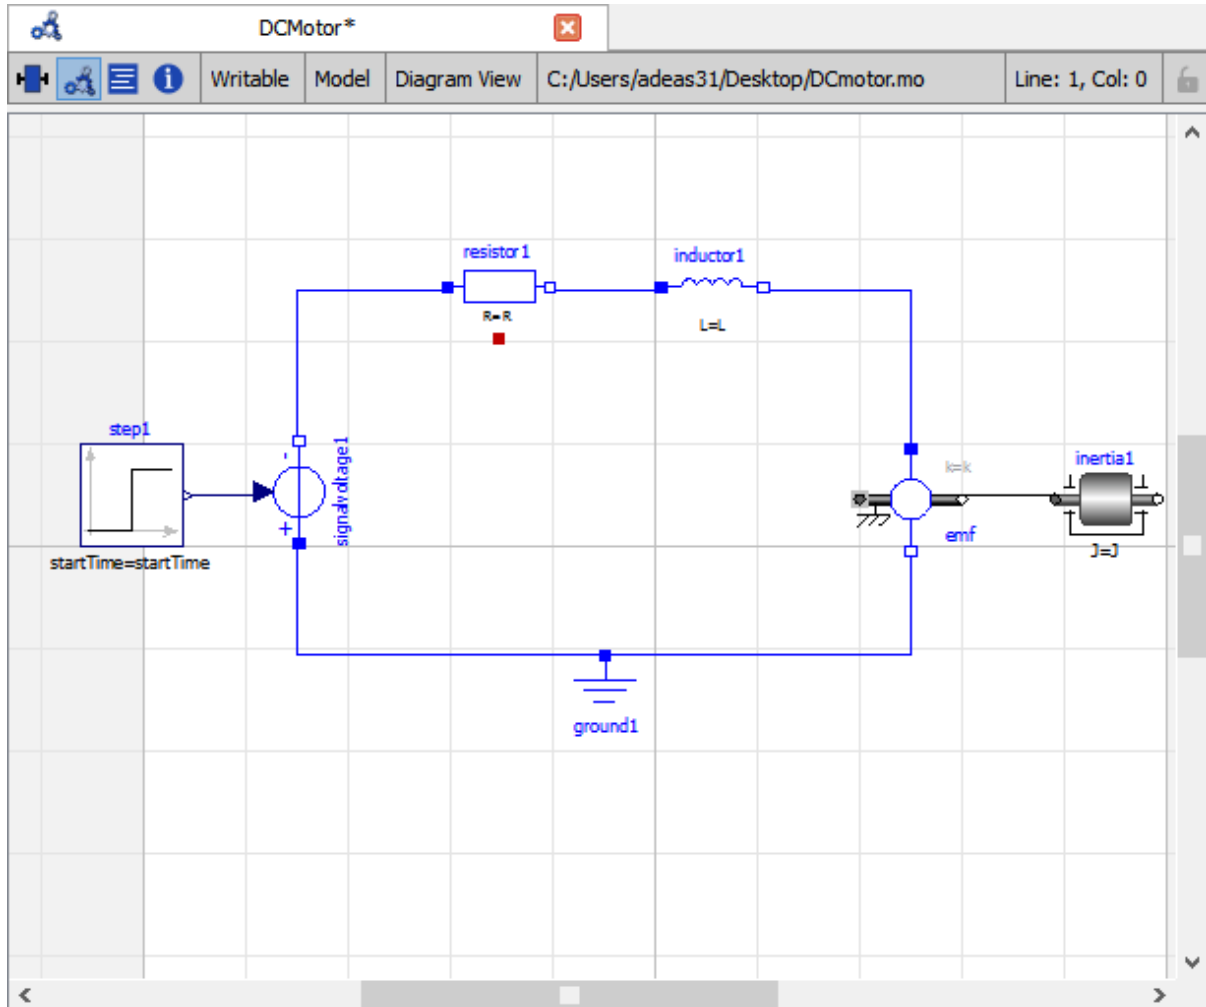 DCMotor*
Writable Model Diagram View C:/Users/adeas31/Desktop/DCmotor.mo Line: 1, Col: 0
resistor1
inductor1
R=R
L=L
step1
signalvoltage1
-
+
k=k
inertia1
emf
startTime=startTime
J=J
ground1